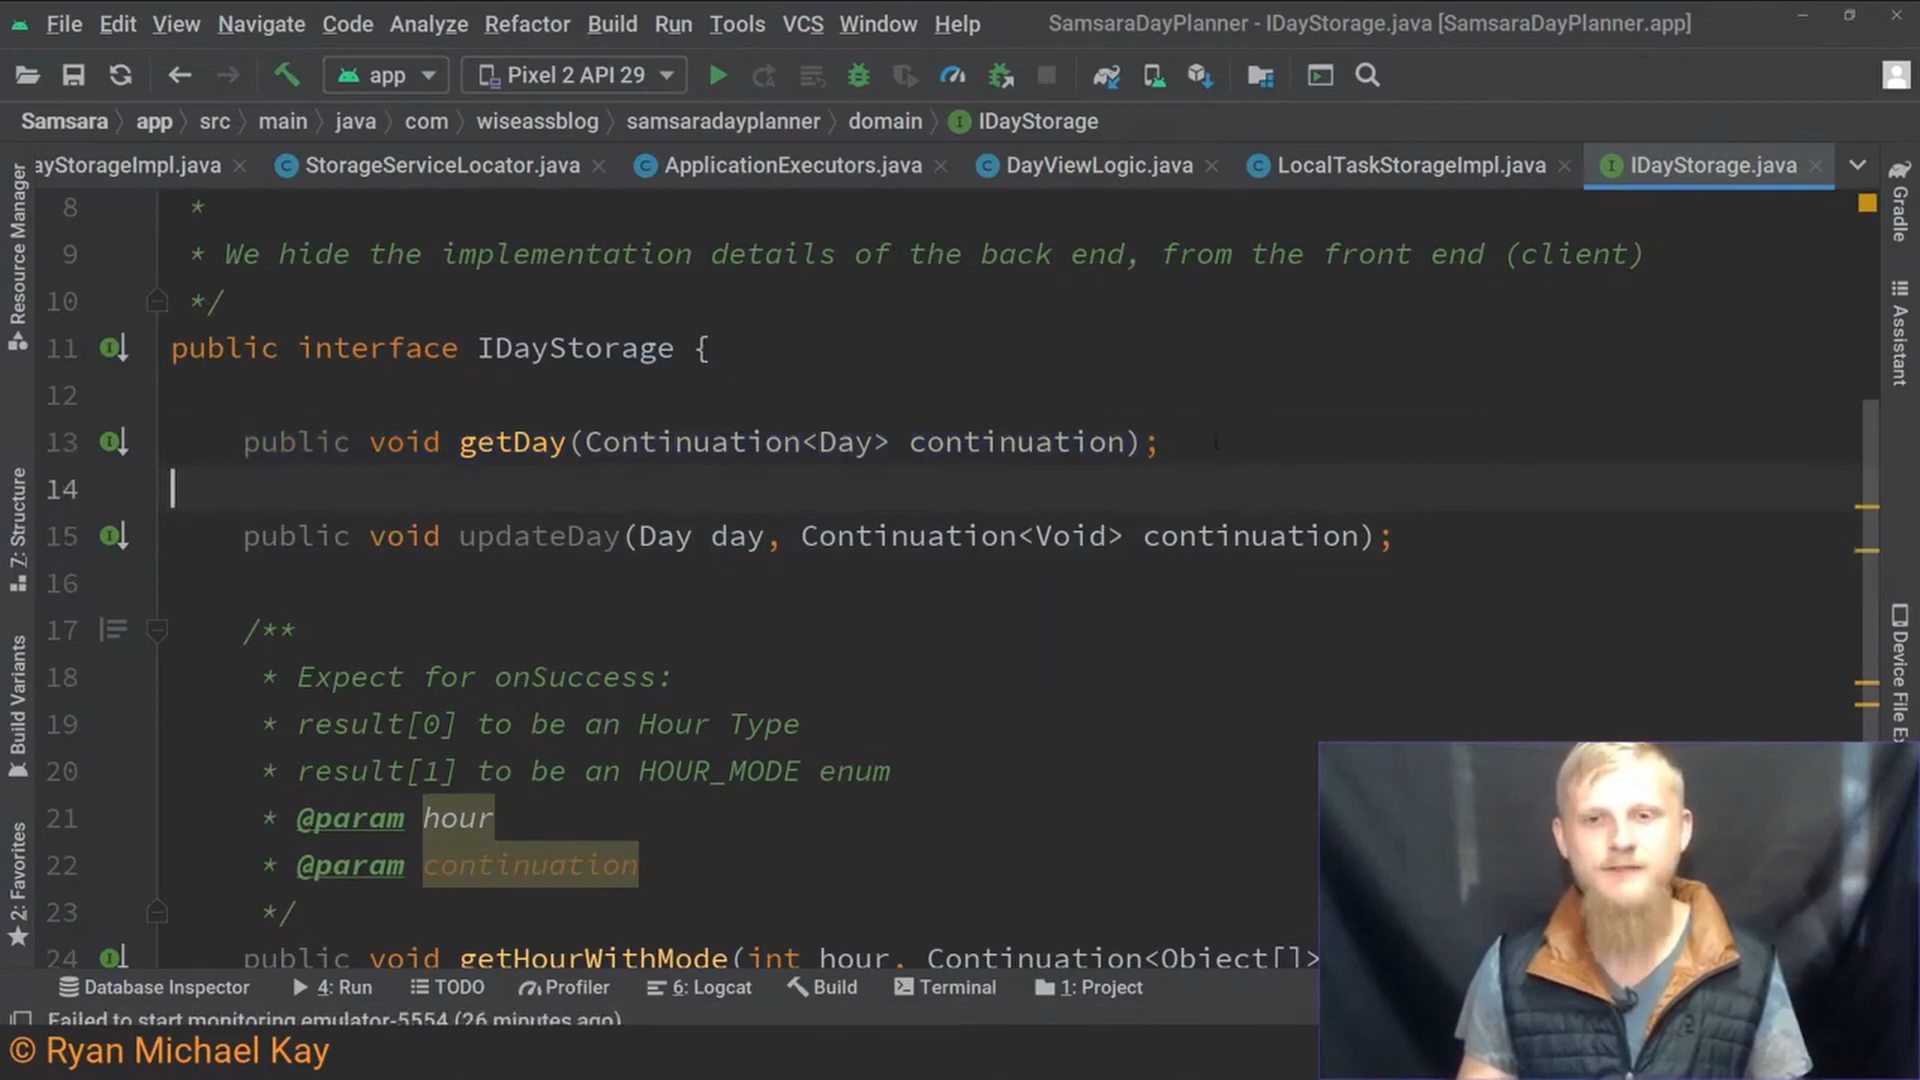 File Edit View Navigate Code Analyze Refactor Build Run Tools VCS Window Help SamsaraDayPlanner - IDayStorage.java [SamsaraDayPlanner.app]
app Pixel 2 API 29
Samsara app src main java com wiseassblog samsaradayplanner domain IDayStorage
ayStorageImpl.java StorageServiceLocator.java ApplicationExecutors.java DayViewLogic.java LocalTaskStorageImpl.java IDayStorage.java
Resource Manager
7: Structure
Build Variants
2: Favorites
8 *
9 * We hide the implementation details of the back end, from the front end (client)
10 */
11 public interface IDayStorage {
12
13 public void getDay(Continuation<Day> continuation);
14
15 public void updateDay(Day day, Continuation<Void> continuation);
16
17 /**
18 * Expect for onSuccess:
19 * result[0] to be an Hour Type
20 * result[1] to be an HOUR_MODE enum
21 * @param hour
22 * @param continuation
23 */
24 public void getHourWithMode(int hour, Continuation<Object[]>
Gradle
Assistant
Device File Ex
Database Inspector 4: Run TODO Profiler 6: Logcat Build Terminal 1: Project
Failed to start monitoring emulator-5554 (26 minutes ago)
© Ryan Michael Kay